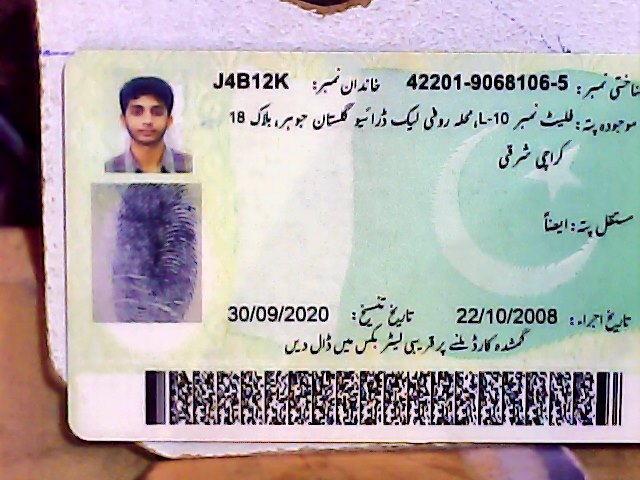 شناختی نمبر: 42201-9068106-5 خاندان نمبر: J4B12K
موجودہ پتہ: فلیٹ نمبر L-10، محلہ روفی لیک ڈرائیو گلستان جوہر، بلاک 18
کراچی شرقی
مستقل پتہ: ایضاً
تاریخ اجراء: 22/10/2008 تاریخ تنسیخ: 30/09/2020
گمشدہ کارڈ ملنے پر قریبی لیٹر بکس میں ڈال دیں